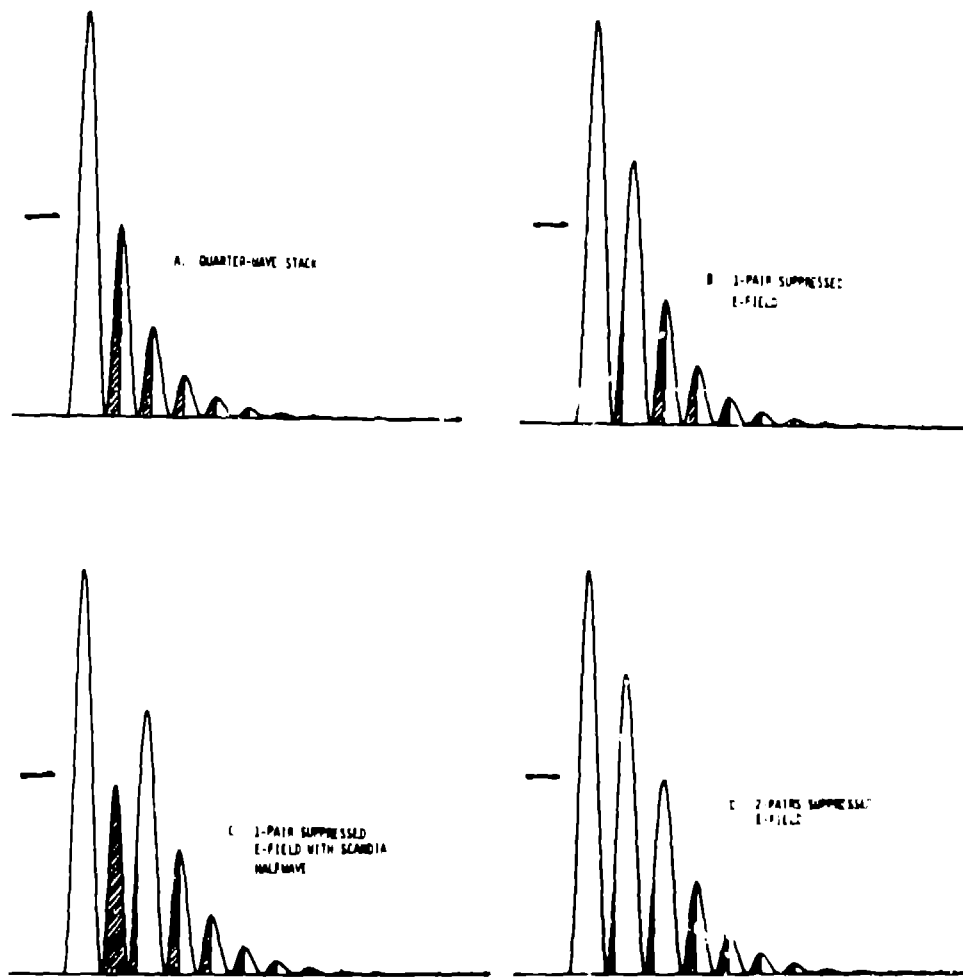 A. QUARTER-WAVE STACK
B 1-PAIR SUPPRESSED
E-FIELD
C 1-PAIR SUPPRESSED
E-FIELD WITH SCANDIA
HALFWAVE
2-PAIRS SUPPRESSED
E-FIELD